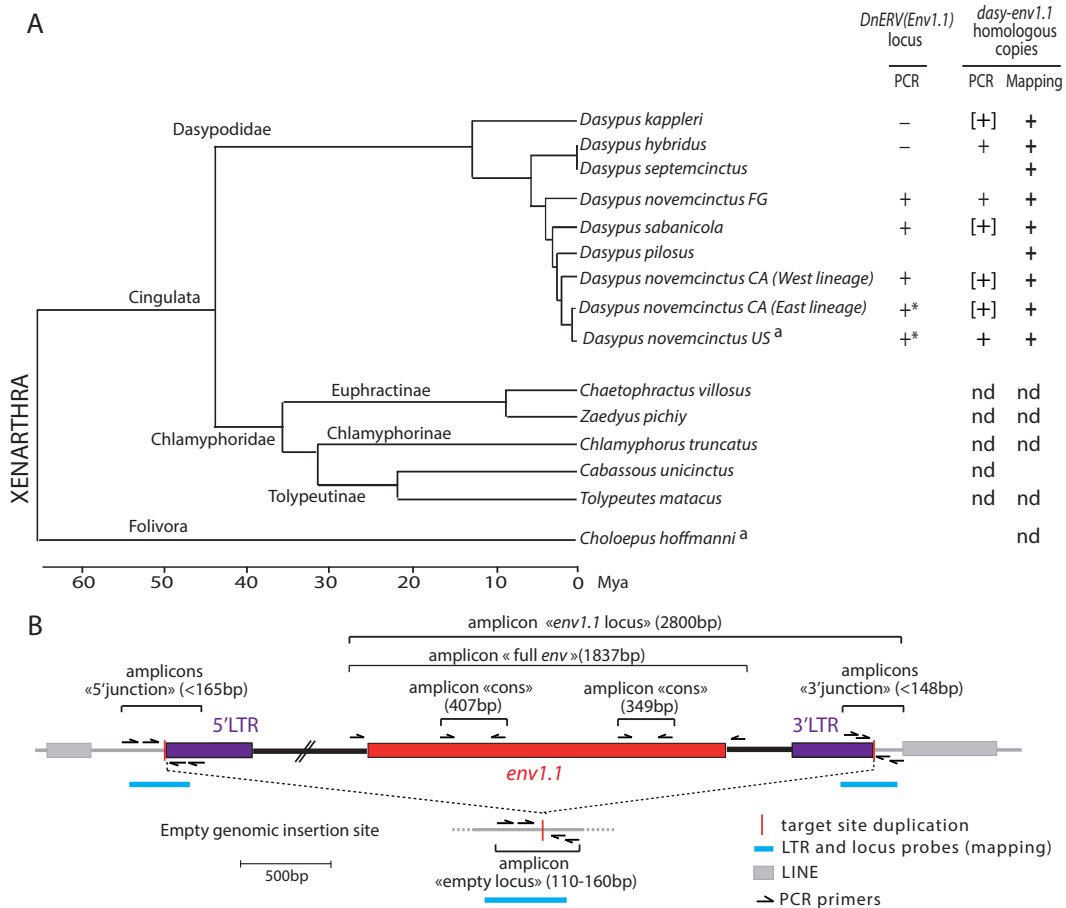 A
DnERV(Env1.1) locus
dasy-env1.1 homologous copies
PCR
PCR Mapping
Dasypodidae
Dasypus kappleri – [+] +
Dasypus hybridus – + +
Dasypus septemcinctus +
Dasypus novemcinctus FG + + +
Dasypus sabanicola + [+] +
Dasypus pilosus +
Dasypus novemcinctus CA (West lineage) + [+] +
Cingulata
Dasypus novemcinctus CA (East lineage) +* [+] +
Dasypus novemcinctus US a +* + +
XENARTHRA
Euphractinae
Chaetophractus villosus nd nd
Zaedyus pichiy nd nd
Chlamyphoridae
Chlamyphorinae
Chlamyphorus truncatus nd nd
Cabassous unicinctus nd
Tolypeutinae
Tolypeutes matacus nd nd
Folivora
Choloepus hoffmanni a nd
60 50 40 30 20 10 0 Mya
B
amplicon «env1.1 locus» (2800bp)
amplicon « full env »(1837bp)
amplicons «5'junction» (<165bp)
amplicon «cons» (407bp)
amplicon «cons» (349bp)
amplicons «3'junction» (<148bp)
5'LTR
3'LTR
env1.1
Empty genomic insertion site
500bp
amplicon «empty locus» (110-160bp)
target site duplication
LTR and locus probes (mapping)
LINE
PCR primers